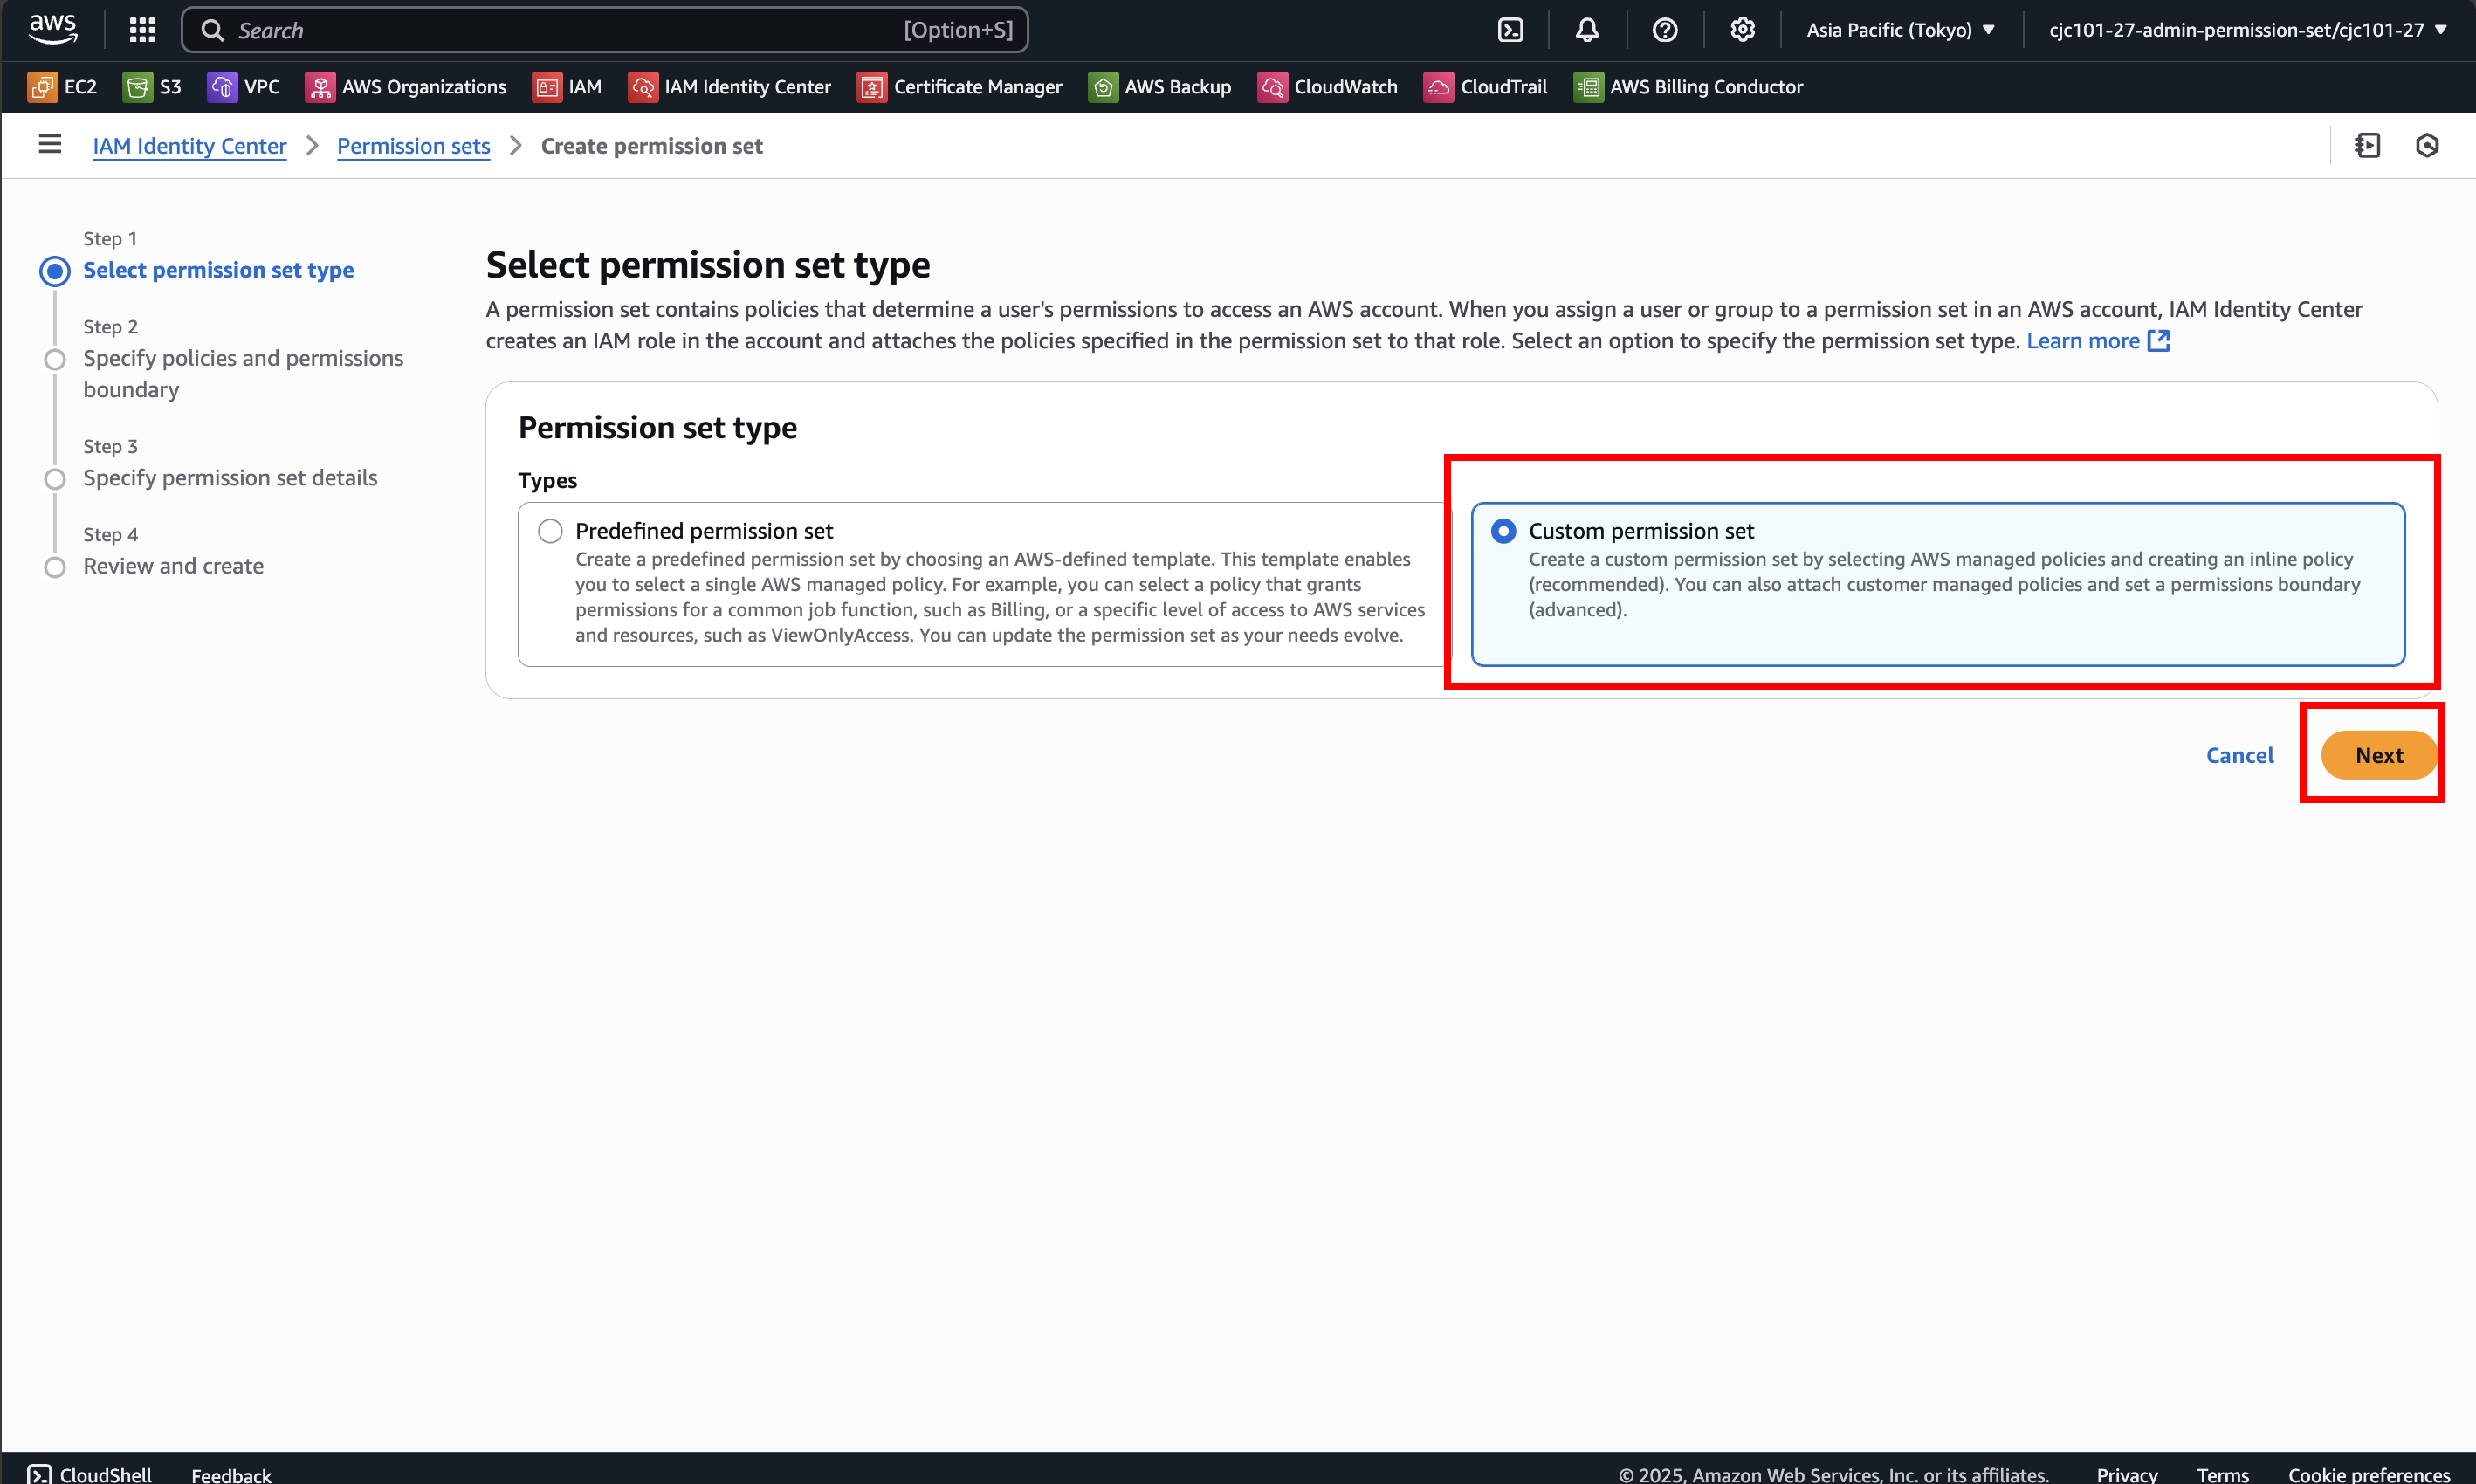 aws
Search
[Option+S]
Asia Pacific (Tokyo)
cjc101-27-admin-permission-set/cjc101-27
EC2
S3
VPC
AWS Organizations
IAM
IAM Identity Center
Certificate Manager
AWS Backup
CloudWatch
CloudTrail
AWS Billing Conductor
IAM Identity Center
Permission sets
Create permission set
Step 1
Select permission set type
Step 2
Specify policies and permissions
boundary
Step 3
Specify permission set details
Step 4
Review and create
Select permission set type
A permission set contains policies that determine a user's permissions to access an AWS account. When you assign a user or group to a permission set in an AWS account, IAM Identity Center
creates an IAM role in the account and attaches the policies specified in the permission set to that role. Select an option to specify the permission set type. Learn more
Permission set type
Types
Predefined permission set
Create a predefined permission set by choosing an AWS-defined template. This template enables
you to select a single AWS managed policy. For example, you can select a policy that grants
permissions for a common job function, such as Billing, or a specific level of access to AWS services
and resources, such as ViewOnlyAccess. You can update the permission set as your needs evolve.
Custom permission set
Create a custom permission set by selecting AWS managed policies and creating an inline policy
(recommended). You can also attach customer managed policies and set a permissions boundary
(advanced).
Cancel
Next
CloudShell
Feedback
© 2025, Amazon Web Services, Inc. or its affiliates.
Privacy
Terms
Cookie preferences